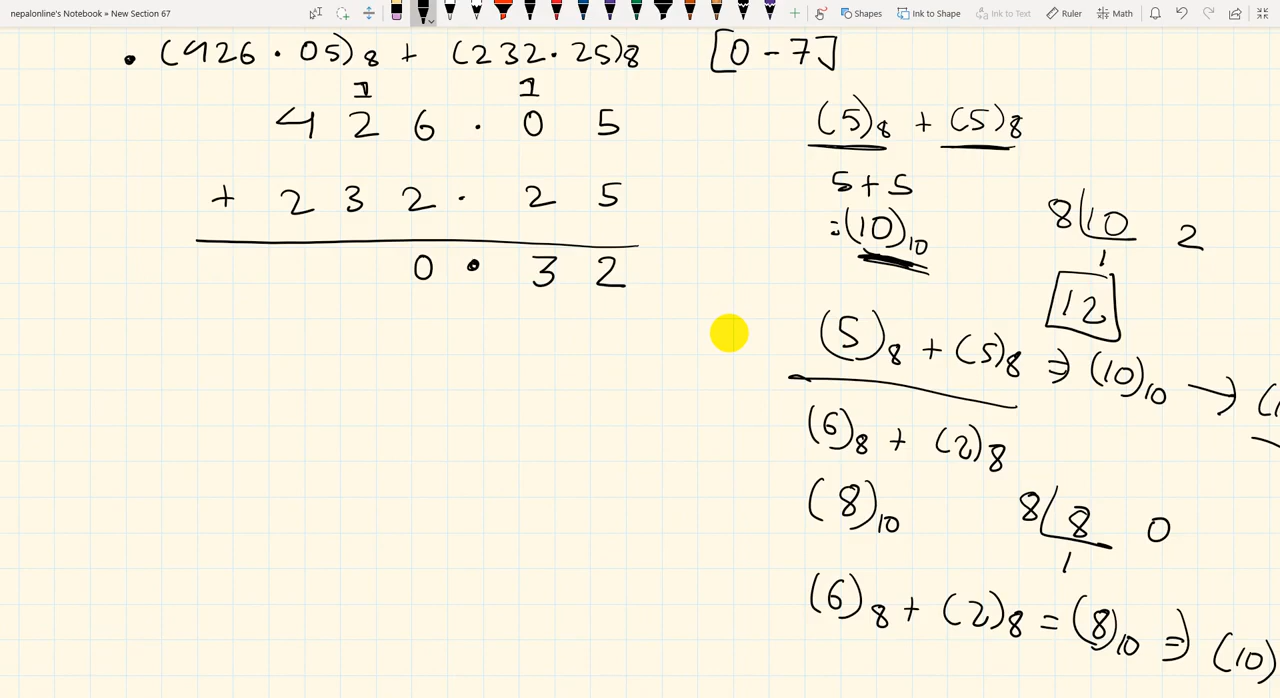 nepalonline's Notebook » New Section 67
Shapes Ink to Shape Ink to Text Ruler Math
• (426 · 05)8 + (232 · 25)8 [0 - 7]
1 1
4 2 6 · 0 5
+ 2 3 2 · 2 5
0 · 3 2
(5)8 + (5)8
5 + 5
= (10)10
8 10 2
1
12
(5)8 + (5)8 ⇒ (10)10 → (1
(6)8 + (2)8
(8)10
8 8 0
1
(6)8 + (2)8 = (8)10 ⇒ (10)